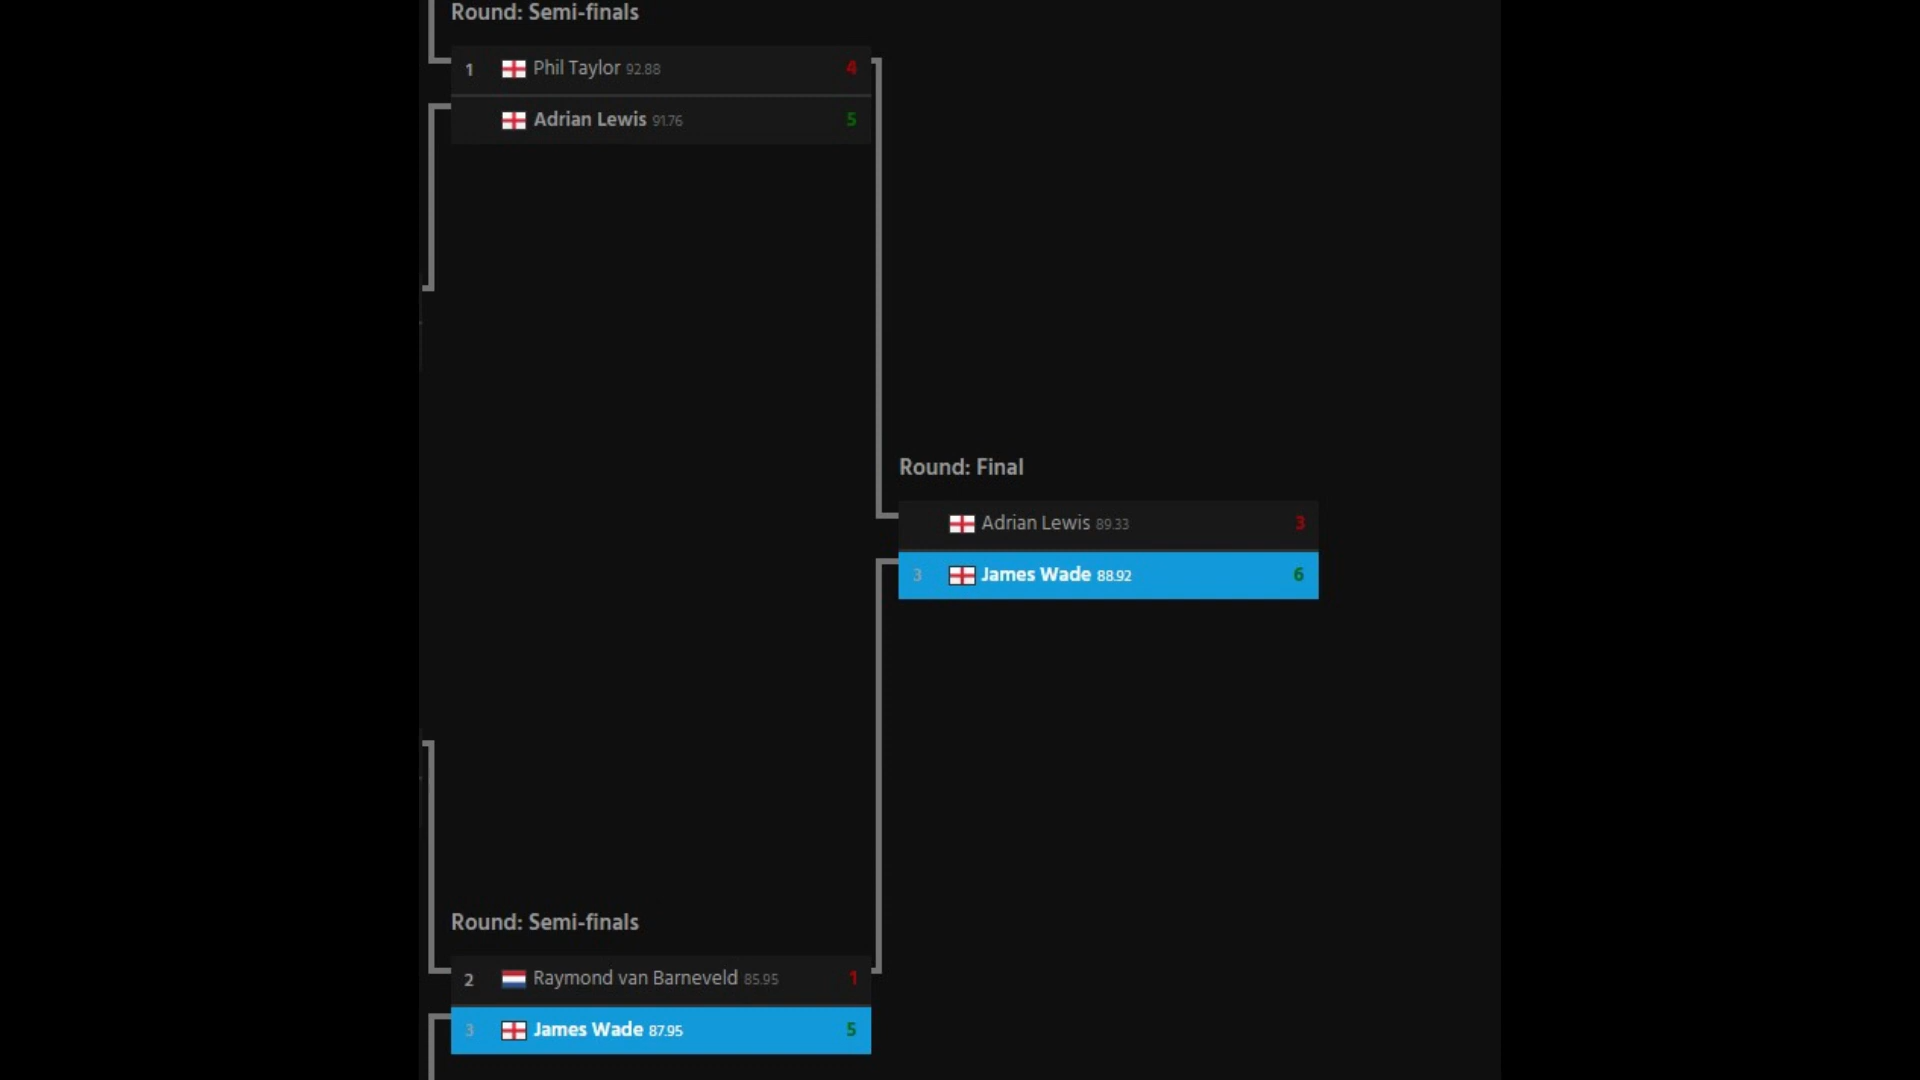 Round: Semi-finals
1 Phil Taylor 92.88 4
Adrian Lewis 91.76 5
Round: Final
Adrian Lewis 89.33 3
3 James Wade 88.92 6
Round: Semi-finals
2 Raymond van Barneveld 85.95 1
3 James Wade 87.95 5